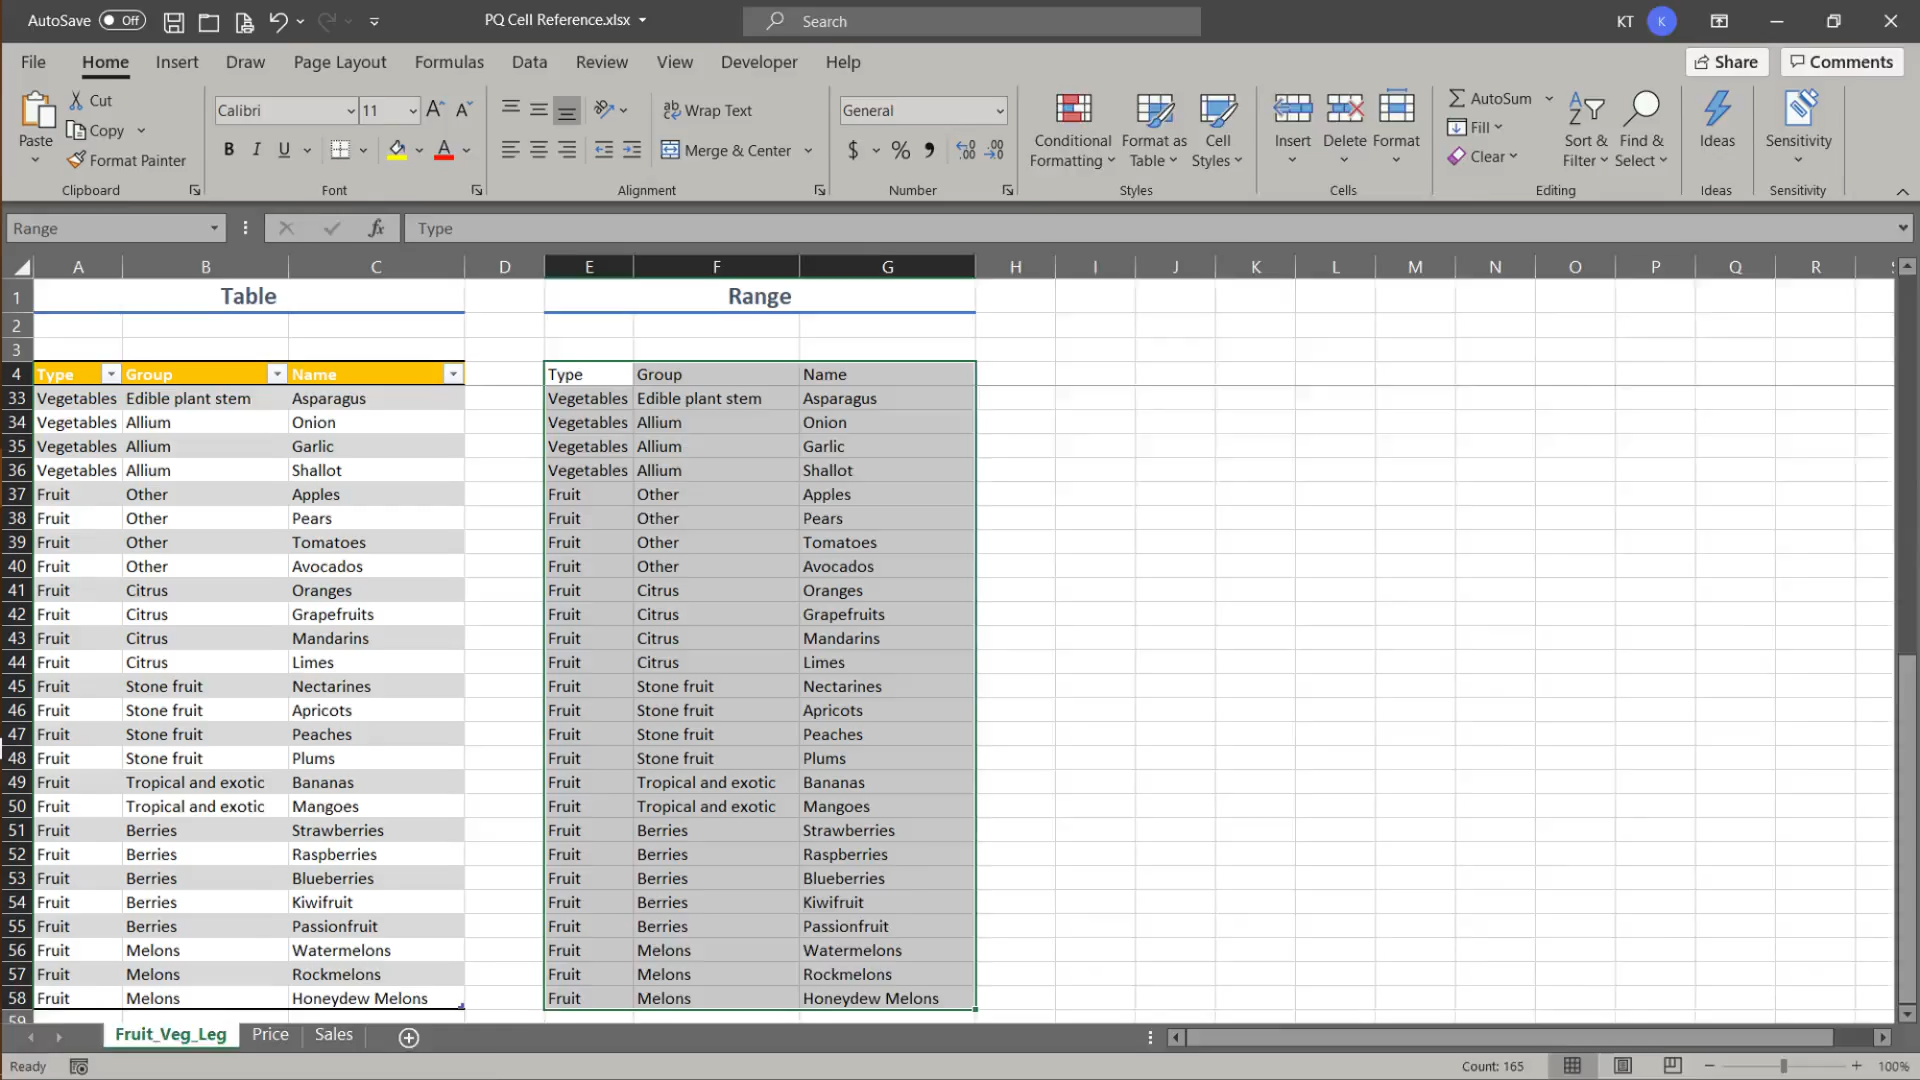 AutoSave Off PQ Cell Reference.xlsx Search KT K
File Home Insert Draw Page Layout Formulas Data Review View Developer Help Share Comments
Paste Cut Copy Format Painter
Clipboard
Calibri 11 A A
B I U A
Font
ab Wrap Text
Merge & Center
Alignment
General
$ % 9
Number
Conditional Formatting
Format as Table
Cell Styles
Styles
Insert Delete Format
Cells
AutoSum
Fill
Clear
Sort & Filter
Find & Select
Editing
Ideas
Ideas
Sensitivity
Sensitivity
Range fx Type
A B C D E F G H I J K L M N O P Q R
1 Table Range
2
3
4 Type Group Name Type Group Name
33 Vegetables Edible plant stem Asparagus Vegetables Edible plant stem Asparagus
34 Vegetables Allium Onion Vegetables Allium Onion
35 Vegetables Allium Garlic Vegetables Allium Garlic
36 Vegetables Allium Shallot Vegetables Allium Shallot
37 Fruit Other Apples Fruit Other Apples
38 Fruit Other Pears Fruit Other Pears
39 Fruit Other Tomatoes Fruit Other Tomatoes
40 Fruit Other Avocados Fruit Other Avocados
41 Fruit Citrus Oranges Fruit Citrus Oranges
42 Fruit Citrus Grapefruits Fruit Citrus Grapefruits
43 Fruit Citrus Mandarins Fruit Citrus Mandarins
44 Fruit Citrus Limes Fruit Citrus Limes
45 Fruit Stone fruit Nectarines Fruit Stone fruit Nectarines
46 Fruit Stone fruit Apricots Fruit Stone fruit Apricots
47 Fruit Stone fruit Peaches Fruit Stone fruit Peaches
48 Fruit Stone fruit Plums Fruit Stone fruit Plums
49 Fruit Tropical and exotic Bananas Fruit Tropical and exotic Bananas
50 Fruit Tropical and exotic Mangoes Fruit Tropical and exotic Mangoes
51 Fruit Berries Strawberries Fruit Berries Strawberries
52 Fruit Berries Raspberries Fruit Berries Raspberries
53 Fruit Berries Blueberries Fruit Berries Blueberries
54 Fruit Berries Kiwifruit Fruit Berries Kiwifruit
55 Fruit Berries Passionfruit Fruit Berries Passionfruit
56 Fruit Melons Watermelons Fruit Melons Watermelons
57 Fruit Melons Rockmelons Fruit Melons Rockmelons
58 Fruit Melons Honeydew Melons Fruit Melons Honeydew Melons
59
Fruit_Veg_Leg Price Sales
Ready Count: 165 100%